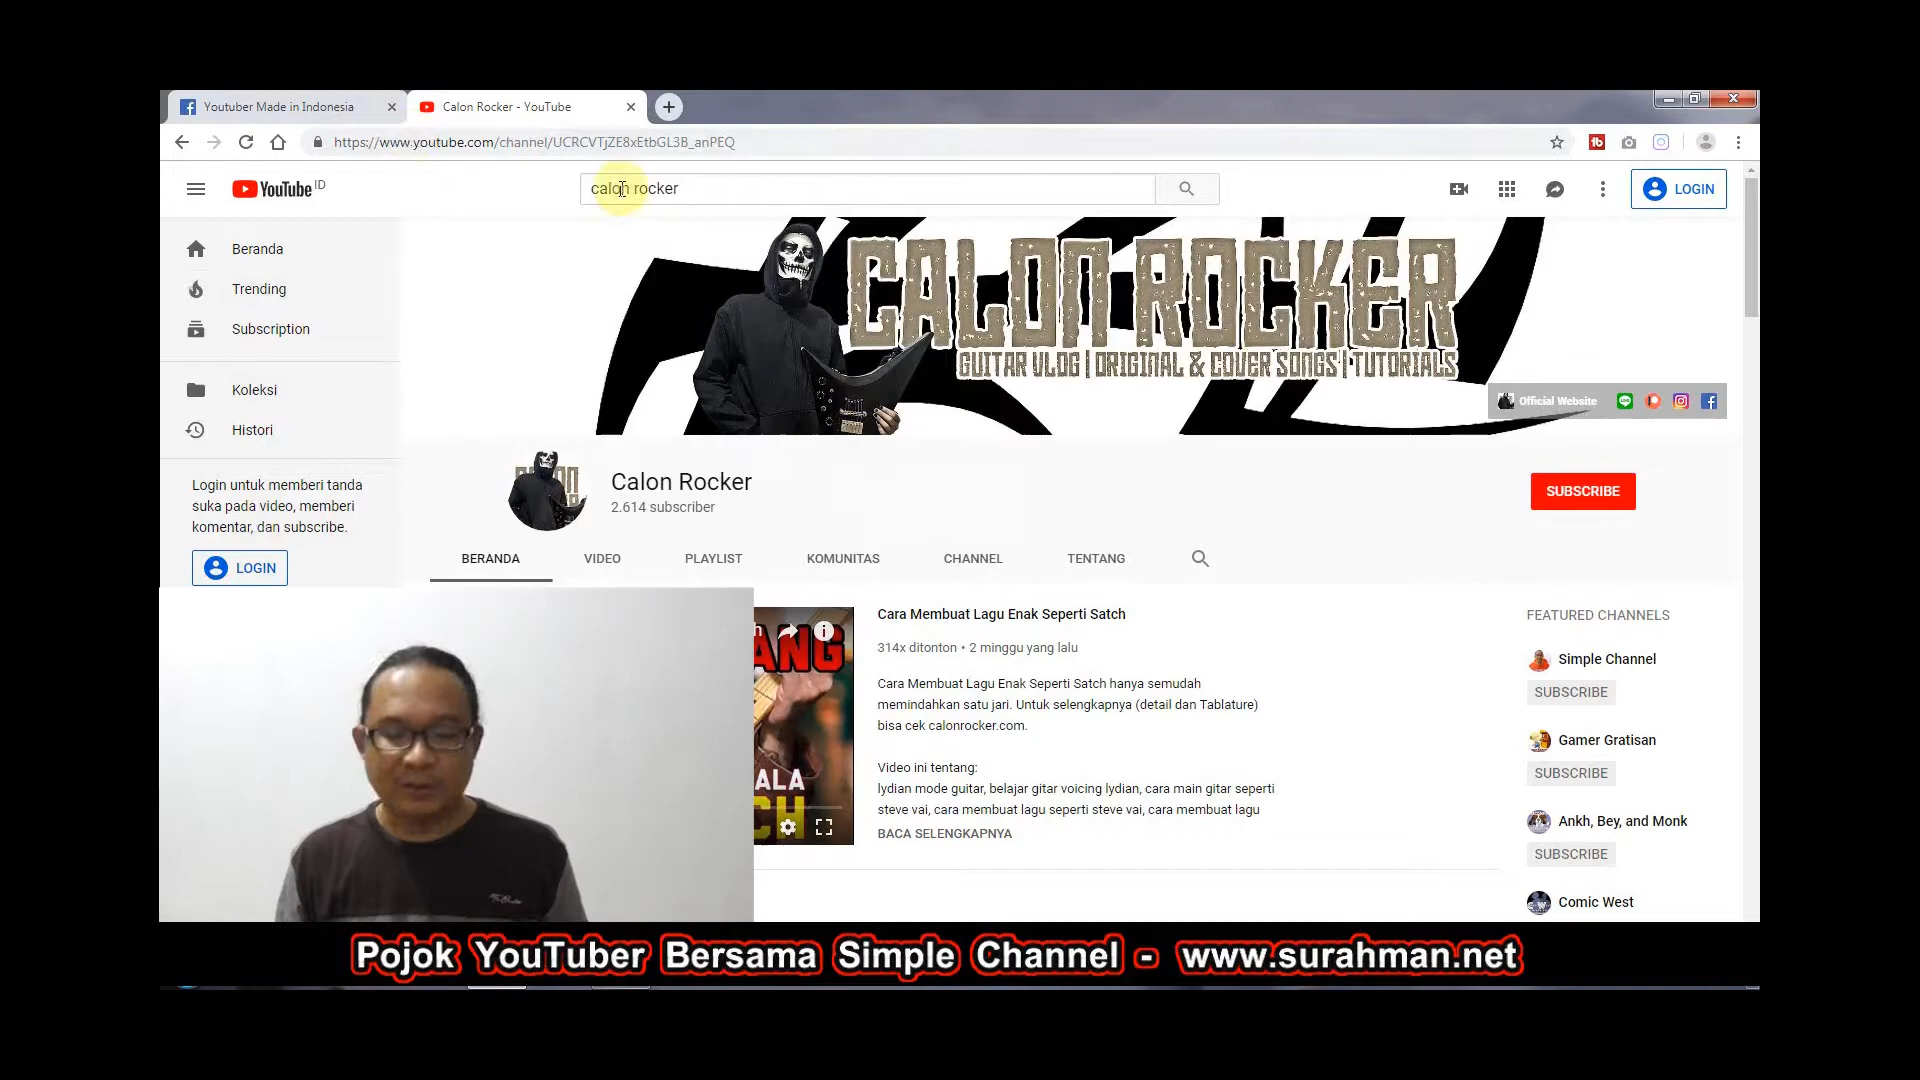 Youtuber Made in Indonesia
Calon Rocker - YouTube
https://www.youtube.com/channel/UCRCVTjZE8xEtbGL3B_anPEQ
YouTube ID
calon rocker
LOGIN
Beranda
Trending
Subscription
Koleksi
Histori
Login untuk memberi tanda
suka pada video, memberi
komentar, dan subscribe.
LOGIN
CALON ROCKER
GUITAR VLOG | ORIGINAL & COVER SONGS | TUTORIALS
Official Website
Calon Rocker
2.614 subscriber
SUBSCRIBE
BERANDA
VIDEO
PLAYLIST
KOMUNITAS
CHANNEL
TENTANG
ANG
ALA
CH
Cara Membuat Lagu Enak Seperti Satch
314x ditonton • 2 minggu yang lalu
Cara Membuat Lagu Enak Seperti Satch hanya semudah
memindahkan satu jari. Untuk selengkapnya (detail dan Tablature)
bisa cek calonrocker.com.
Video ini tentang:
lydian mode guitar, belajar gitar voicing lydian, cara main gitar seperti
steve vai, cara membuat lagu seperti steve vai, cara membuat lagu
BACA SELENGKAPNYA
FEATURED CHANNELS
Simple Channel
SUBSCRIBE
Gamer Gratisan
SUBSCRIBE
Ankh, Bey, and Monk
SUBSCRIBE
Comic West
Pojok YouTuber Bersama Simple Channel - www.surahman.net